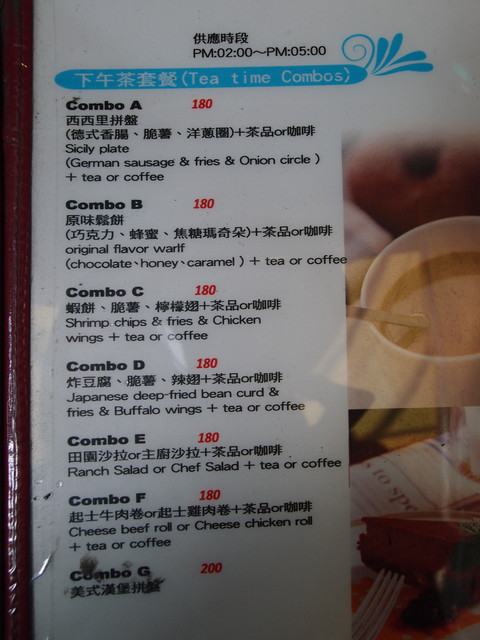 供應時段
PM:02:00～PM:05:00
下午茶套餐(Tea time Combos)
Combo A 180
西西里拼盤
(德式香腸、脆薯、洋蔥圈)+茶品or咖啡
Sicily plate
(German sausage & fries & Onion circle )
+ tea or coffee
Combo B 180
原味鬆餅
(巧克力、蜂蜜、焦糖瑪奇朵)+茶品or咖啡
original flavor warlf
(chocolate、honey、caramel ) + tea or coffee
Combo C 180
蝦餅、脆薯、檸檬翅+茶品or咖啡
Shrimp chips & fries & Chicken
wings + tea or coffee
Combo D 180
炸豆腐、脆薯、辣翅+茶品or咖啡
Japanese deep-fried bean curd &
fries & Buffalo wings + tea or coffee
Combo E 180
田園沙拉or主廚沙拉+茶品or咖啡
Ranch Salad or Chef Salad + tea or coffee
Combo F 180
起士牛肉卷or起士雞肉卷+茶品or咖啡
Cheese beef roll or Cheese chicken roll
+ tea or coffee
Combo G 200
美式漢堡拼盤